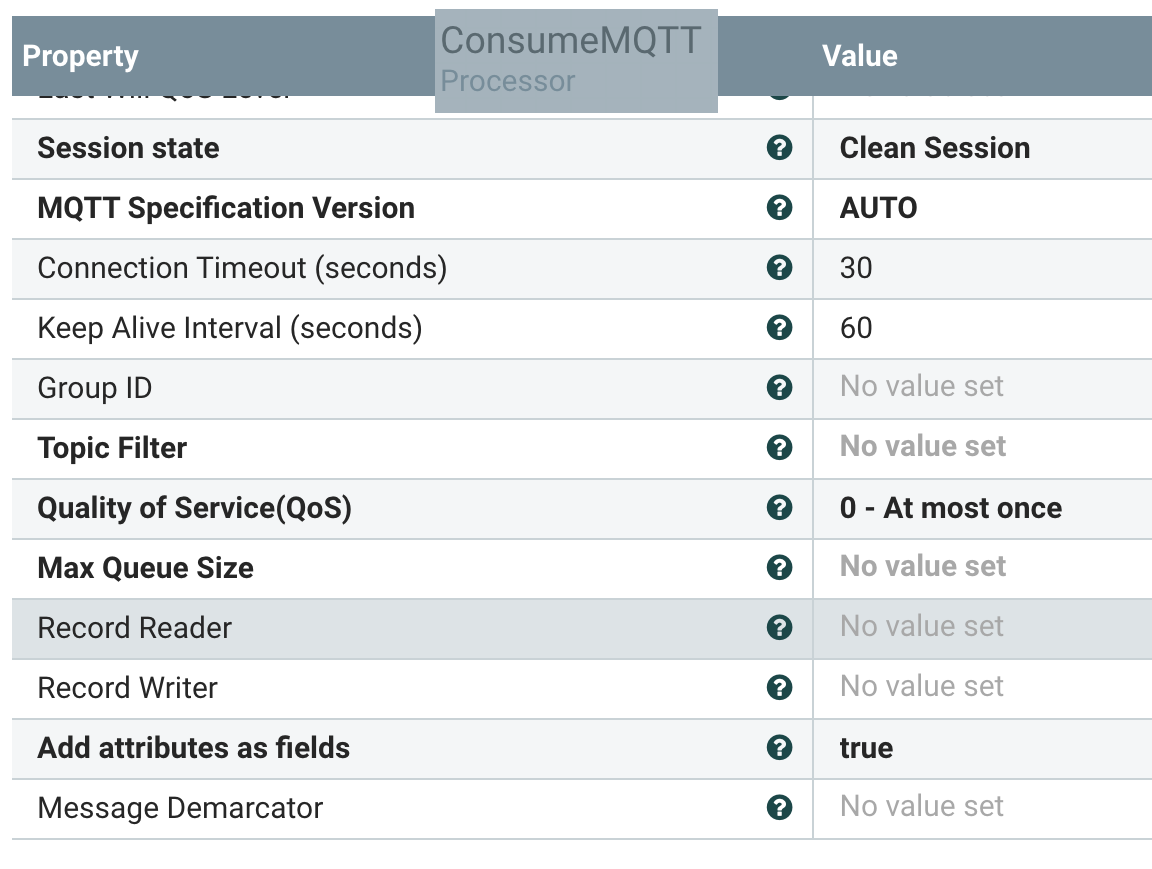 Property
ConsumeMQTT
Processor
Value
Session state ? Clean Session
MQTT Specification Version ? AUTO
Connection Timeout (seconds) ? 30
Keep Alive Interval (seconds) ? 60
Group ID ? No value set
Topic Filter ? No value set
Quality of Service(QoS) ? 0 - At most once
Max Queue Size ? No value set
Record Reader ? No value set
Record Writer ? No value set
Add attributes as fields ? true
Message Demarcator ? No value set